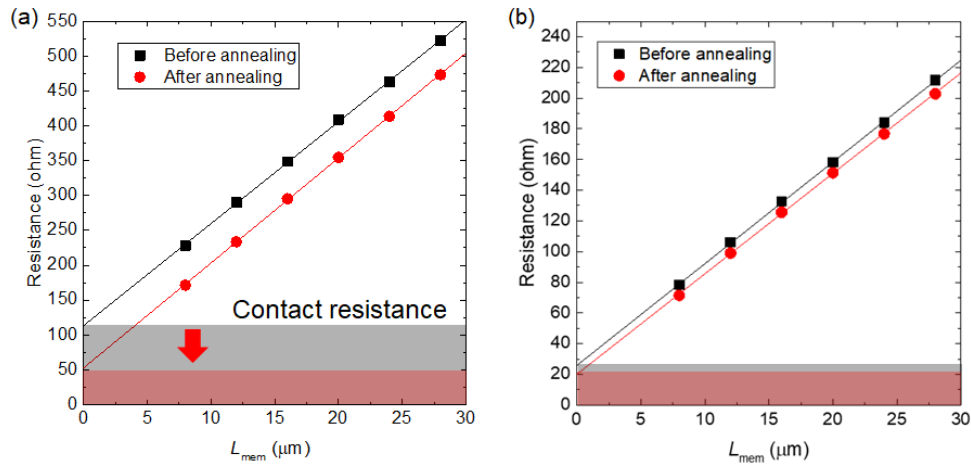 (a)
Before annealing
After annealing
Contact resistance
Resistance (ohm)
550
500
450
400
350
300
250
200
150
100
50
0
0 5 10 15 20 25 30
L_mem (μm)
(b)
Before annealing
After annealing
Resistance (ohm)
240
220
200
180
160
140
120
100
80
60
40
20
0
0 5 10 15 20 25 30
L_mem (μm)